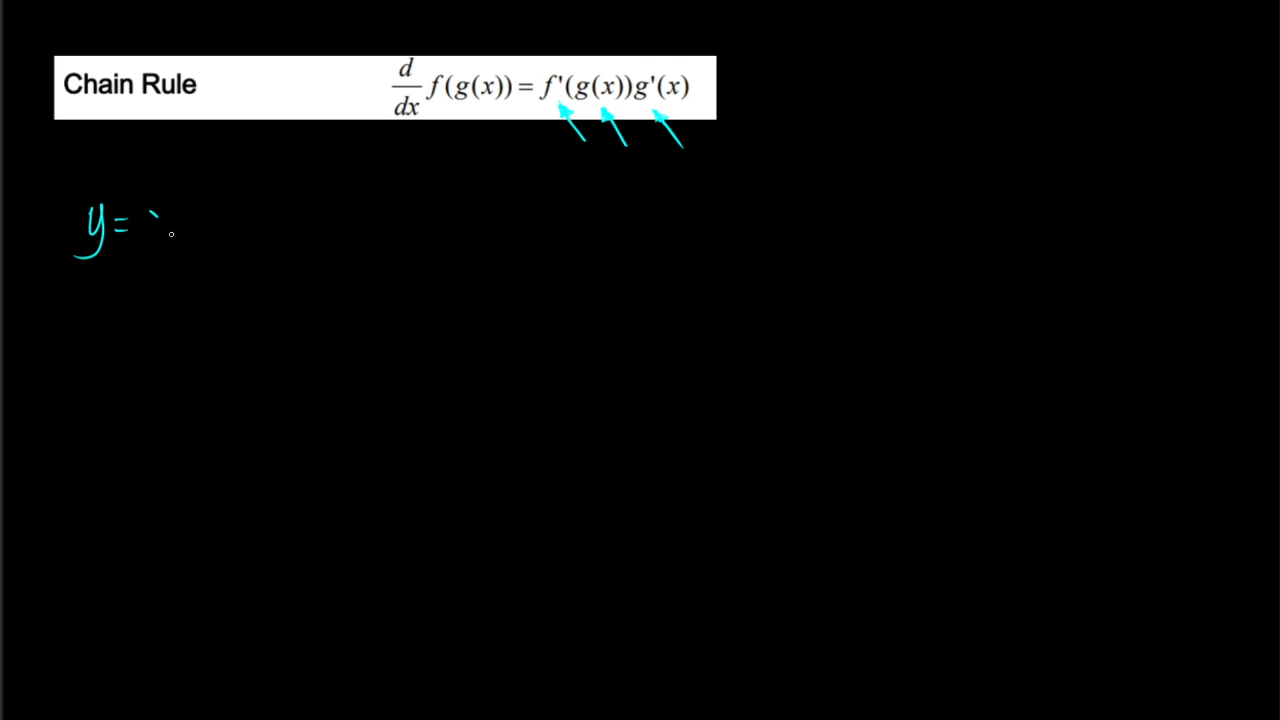 Chain Rule d/dx f(g(x)) = f'(g(x))g'(x)
y =